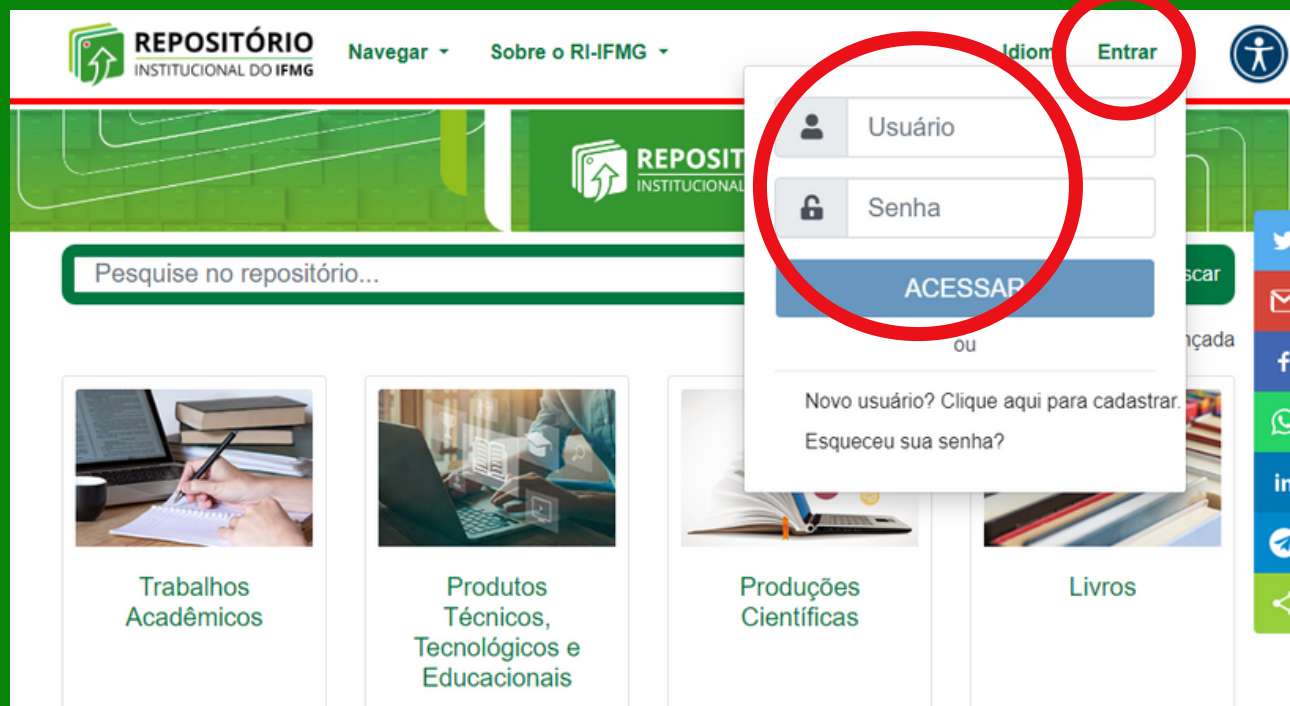 REPOSITÓRIO
INSTITUCIONAL DO IFMG
Navegar
Sobre o RI-IFMG
Idiom
Entrar
REPOSIT
INSTITUCIONAL
Usuário
Senha
ACESSAR
ou
Novo usuário? Clique aqui para cadastrar.
Esqueceu sua senha?
Pesquise no repositório...
scar
nçada
Trabalhos
Acadêmicos
Produtos
Técnicos,
Tecnológicos e
Educacionais
Produções
Científicas
Livros
in